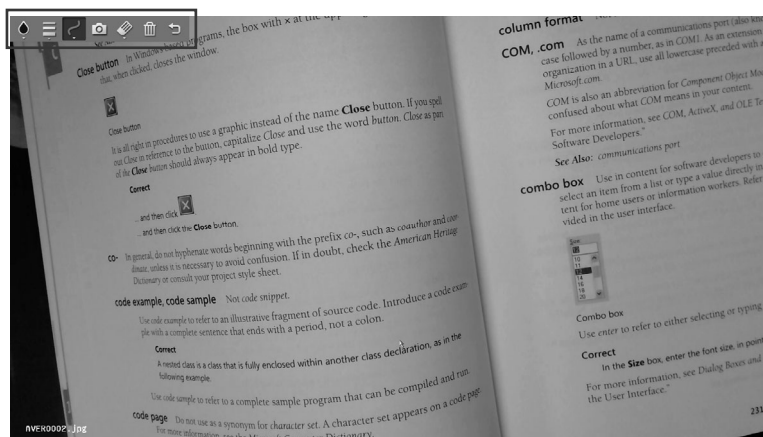 Close button In Windows-based programs, the box with × at the
that, when clicked, closes the window.
Close button
It is all right in procedures to use a graphic instead of the name Close button. If you spell
out Close in reference to the button, capitalize Close and use the word button. Close as part
of the Close button should always appear in bold type.
Correct
... and then click
... and then click the Close button.
co- In general, do not hyphenate words beginning with the prefix co-, such as coauthor and coor-
dinate, unless it is necessary to avoid confusion. If in doubt, check the American Heritage
Dictionary or consult your project style sheet.
code example, code sample Not code snippet.
Use code example to refer to an illustrative fragment of source code. Introduce a code exam-
ple with a complete sentence that ends with a period, not a colon.
Correct
A nested class is a class that is fully enclosed within another class declaration, as in the
following example.
Use code sample to refer to a complete sample program that can be compiled and run.
code page Do not use as a synonym for character set. A character set appears on a code page.
For more information, see the Dictionary.
column format
COM, .com As the name of a communications port (also
case followed by a number, as in COM1. As an extension
organization in a URL, use all lowercase preceded with
Microsoft.com.
COM is also an abbreviation for Component Object
confused about what COM means in your content.
For more information, see COM, ActiveX, and OLE
Software Developers."
See Also: communications port
combo box Use in content for software developers to
select an item from a list or type a value directly in
tent for home users or information workers. Refer
vided in the user interface.
Size:
10
11
12
14
16
18
20
Combo box
Use enter to refer to either selecting or typing
Correct
In the Size box, enter the font size, in
For more information, see Dialog Boxes and
the User Interface."
231
AVER0002.jpg